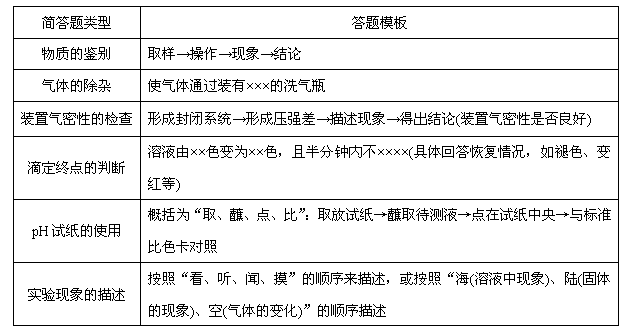 简答题类型 答题模板
物质的鉴别 取样→操作→现象→结论
气体的除杂 使气体通过装有×××的洗气瓶
装置气密性的检查 形成封闭系统→形成压强差→描述现象→得出结论(装置气密性是否良好)
滴定终点的判断 溶液由××色变为××色，且半分钟内不××××(具体回答恢复情况，如褪色、变
红等)
pH 试纸的使用 概括为“取、蘸、点、比”：取放试纸→蘸取待测液→点在试纸中央→与标准
比色卡对照
实验现象的描述 按照“看、听、闻、摸”的顺序来描述，或按照“海(溶液中现象)、陆(固体
的现象)、空(气体的变化)”的顺序描述